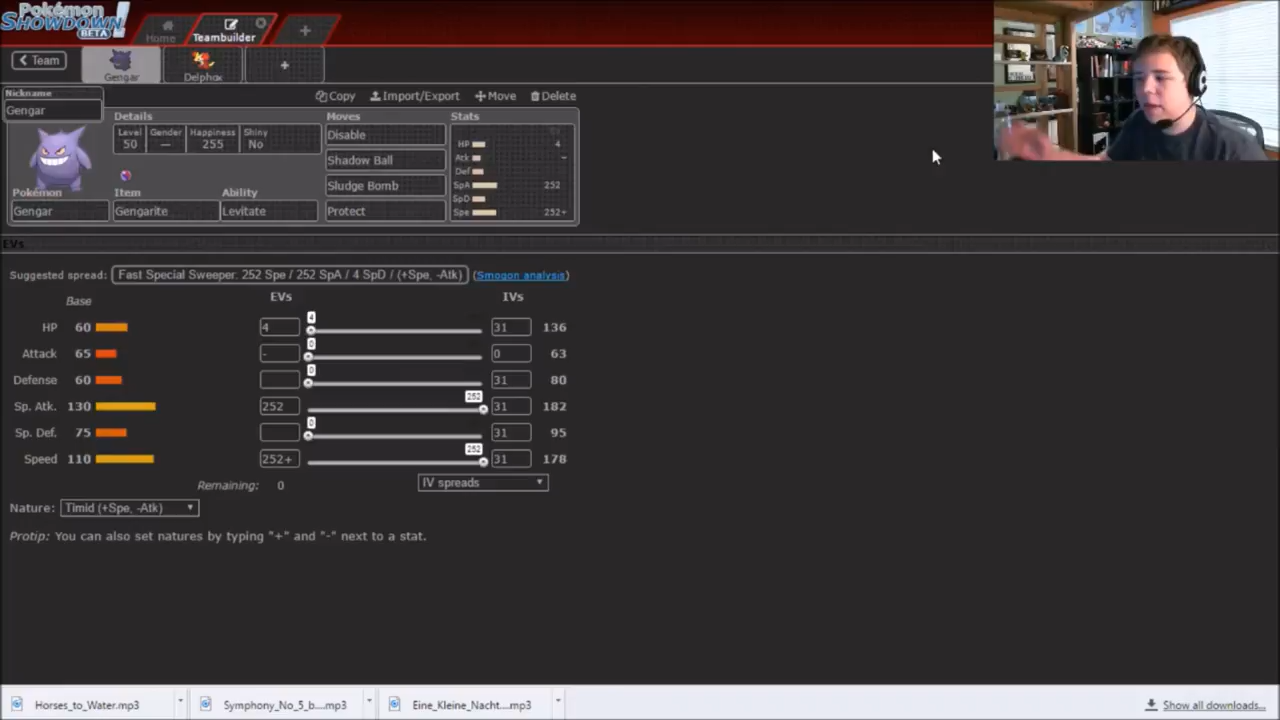 Pokémon
SHOWDOWN!
BETA!
Home
Teambuilder
+
< Team
Gengar
Delphox
+
Nickname
Gengar
Copy
Import/Export
Move
Delete
Details
Level
50
Gender
—
Happiness
255
Shiny
No
Pokémon
Gengar
Item
Gengarite
Ability
Levitate
Moves
Disable
Shadow Ball
Sludge Bomb
Protect
Stats
EV
HP 4
Atk -
Def
SpA 252
SpD
Spe 252+
EVs
Suggested spread: Fast Special Sweeper: 252 Spe / 252 SpA / 4 SpD / (+Spe, -Atk) (Smogon analysis)
Base EVs IVs
HP 60 4 4 31 136
Attack 65 - 0 0 63
Defense 60 0 31 80
Sp. Atk. 130 252 252 31 182
Sp. Def. 75 0 31 95
Speed 110 252+ 252 31 178
Remaining: 0
IV spreads
Nature: Timid (+Spe, -Atk)
Protip: You can also set natures by typing "+" and "-" next to a stat.
Horses_to_Water.mp3
Symphony_No_5_b....mp3
Eine_Kleine_Nacht....mp3
Show all downloads...